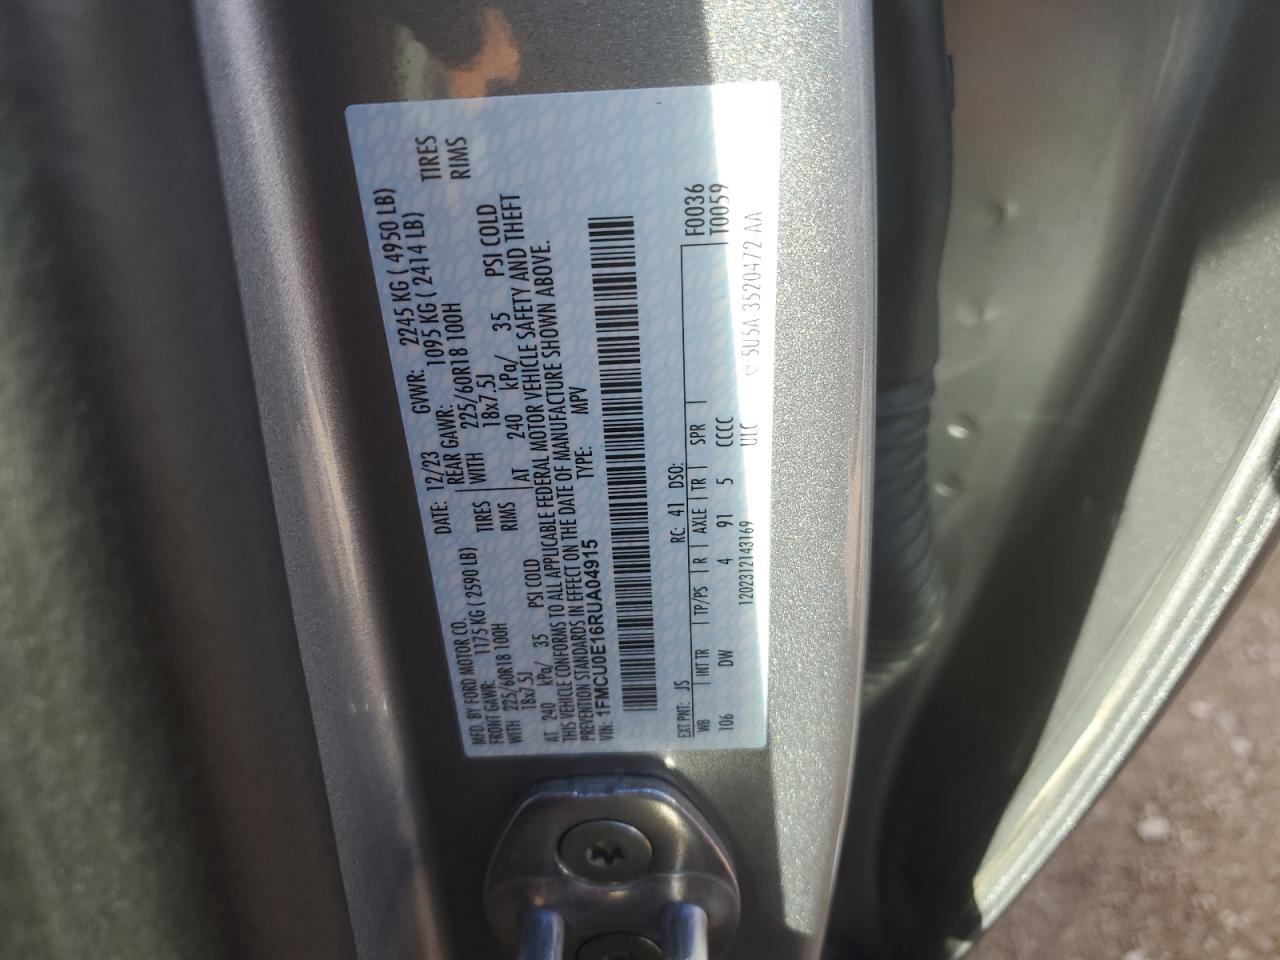 MFD. BY FORD MOTOR CO. DATE: 12/23 GVWR: 2245 KG ( 4950 LB)
FRONT GAWR: 1175 KG ( 2590 LB) REAR GAWR: 1095 KG ( 2414 LB)
WITH 225/60R18 100H TIRES WITH 225/60R18 100H TIRES
18x7.5J RIMS 18x7.5J RIMS
AT 240 kPa/ 35 PSI COLD AT 240 kPa/ 35 PSI COLD
THIS VEHICLE CONFORMS TO ALL APPLICABLE FEDERAL MOTOR VEHICLE SAFETY AND THEFT
PREVENTION STANDARDS IN EFFECT ON THE DATE OF MANUFACTURE SHOWN ABOVE.
VIN: 1FMCU0E16RUA04915 TYPE: MPV
F0036
T0059
EXT PNT: JS RC: 41 DSO:
WB INT TR TP/PS R AXLE TR SPR
106 DW 4 91 5 CCCC
1202312143169 ULC
5U5A 3520472-AA